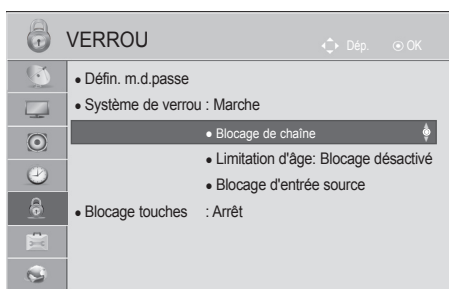 VERROU
Dép. OK
• Défin. m.d.passe
• Système de verrou : Marche
• Blocage de chaîne
• Limitation d'âge: Blocage désactivé
• Blocage d'entrée source
• Blocage touches : Arrêt